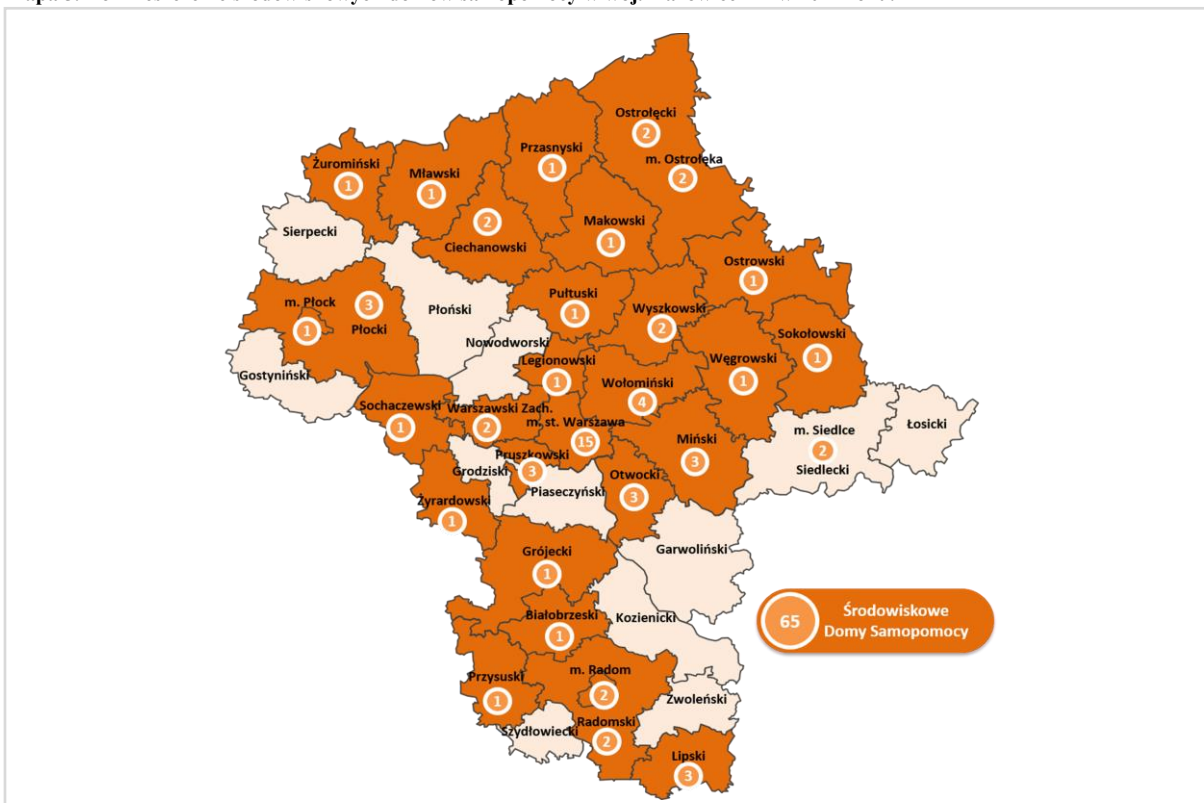 środowiskowych domów samopomocy w woj.
Ostrołęcki
2
m. Ostrołęka
2
Przasnyski
1
Żuromiński
1
Mławski
1
2
Ciechanowski
Makowski
1
Sierpecki
Ostrowski
1
m. Płock
1
3
Płocki
Płoński
Pułtuski
1
Wyszkowski
2
Sokołowski
1
Nowodworski
Legionowski
1
Węgrowski
1
Gostyniński
Wołomiński
4
Sochaczewski
1
Warszawski Zach.
2
m. st. Warszawa
15
Miński
3
m. Siedlce
2
Siedlecki
Łosicki
Pruszkowski
3
Grodziski
Piaseczyński
Otwocki
3
Żyrardowski
1
Garwoliński
Grójecki
1
Kozienicki
65
Środowiskowe
Domy Samopomocy
Białobrzeski
1
m. Radom
2
Przysuski
1
Zwoleński
Szydłowiecki
Radomski
2
Lipski
3